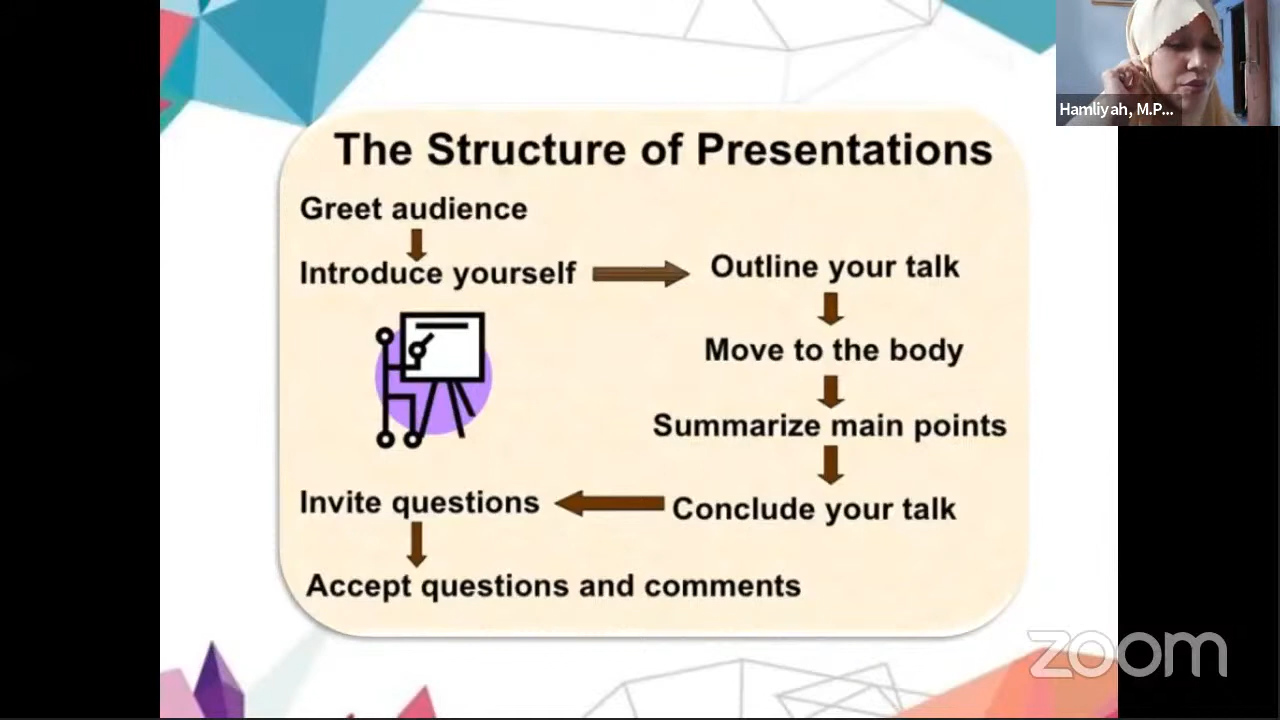 Hamliyah, M.P...
The Structure of Presentations
Greet audience
Introduce yourself
Outline your talk
Move to the body
Summarize main points
Conclude your talk
Invite questions
Accept questions and comments
zoom